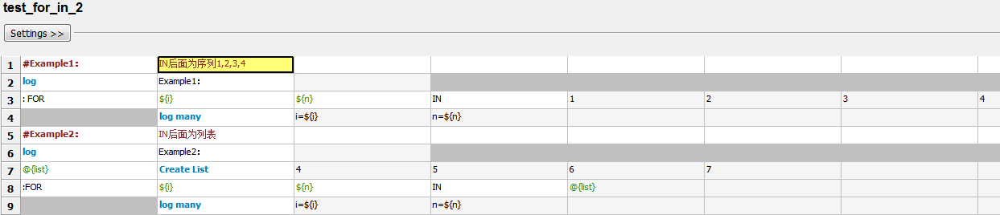 test_for_in_2
Settings >>
1 #Example1: IN后面为序列1,2,3,4
2 log Example1:
3 : FOR ${i} ${n} IN 1 2 3 4
4 log many i=${i} n=${n}
5 #Example2: IN后面为列表
6 log Example2:
7 @{list} Create List 4 5 6 7
8 :FOR ${i} ${n} IN @{list}
9 log many i=${i} n=${n}